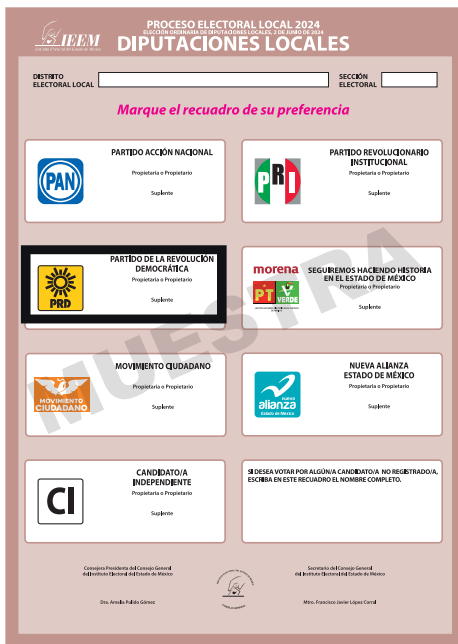 IEEM
Instituto Electoral del Estado de México
PROCESO ELECTORAL LOCAL 2024
ELECCIÓN ORDINARIA DE DIPUTACIONES LOCALES, 2 DE JUNIO DE 2024
DIPUTACIONES LOCALES
DISTRITO
ELECTORAL LOCAL
SECCIÓN
ELECTORAL
Marque el recuadro de su preferencia
PAN
PARTIDO ACCIÓN NACIONAL
Propietaria o Propietario
Suplente
PRI
PARTIDO REVOLUCIONARIO
INSTITUCIONAL
Propietaria o Propietario
Suplente
PRD
PARTIDO DE LA REVOLUCIÓN
DEMOCRÁTICA
Propietaria o Propietario
Suplente
morena
PT
VERDE
SEGUIREMOS HACIENDO HISTORIA
EN EL ESTADO DE MÉXICO
Propietaria o Propietario
Suplente
MUESTRA
MOVIMIENTO
CIUDADANO
MOVIMIENTO CIUDADANO
Propietaria o Propietario
Suplente
nueva
alianza
Estado de México
NUEVA ALIANZA
ESTADO DE MÉXICO
Propietaria o Propietario
Suplente
CI
CANDIDATO/A
INDEPENDIENTE
Propietaria o Propietario
Suplente
SI DESEA VOTAR POR ALGÚN/A CANDIDATO/A NO REGISTRADO/A,
ESCRIBA EN ESTE RECUADRO EL NOMBRE COMPLETO.
Consejera Presidenta del Consejo General
del Instituto Electoral del Estado de México
Dra. Amalia Pulido Gómez
Secretario del Consejo General
del Instituto Electoral del Estado de México
Mtro. Francisco Javier López Corral